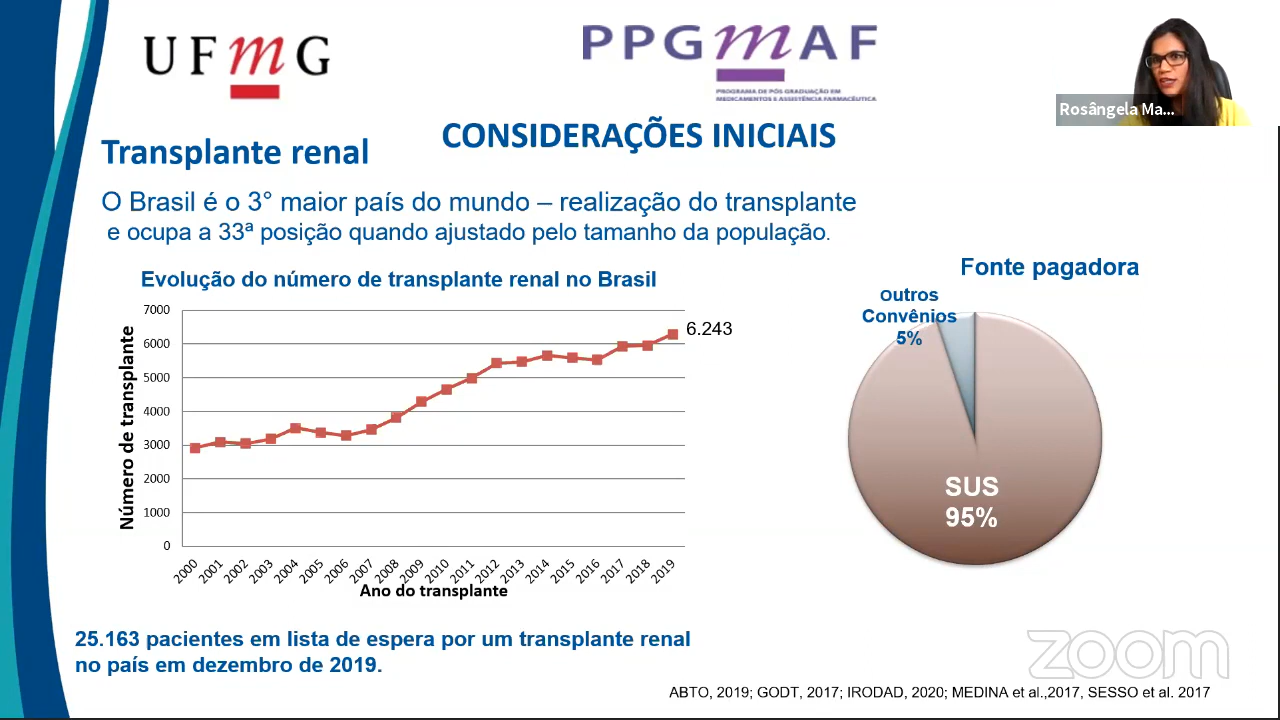 UFmG
PPGmAF
PROGRAMA DE PÓS GRADUAÇÃO EM
MEDICAMENTOS E ASSISTÊNCIA FARMACÊUTICA
Rosângela Ma...
CONSIDERAÇÕES INICIAIS
Transplante renal
O Brasil é o 3° maior país do mundo – realização do transplante
e ocupa a 33ª posição quando ajustado pelo tamanho da população.
Evolução do número de transplante renal no Brasil
Número de transplante
7000
6000
5000
4000
3000
2000
1000
0
6.243
2000 2001 2002 2003 2004 2005 2006 2007 2008 2009 2010 2011 2012 2013 2014 2015 2016 2017 2018 2019
Ano do transplante
Fonte pagadora
Outros
Convênios
5%
SUS
95%
25.163 pacientes em lista de espera por um transplante renal
no país em dezembro de 2019.
zoom
ABTO, 2019; GODT, 2017; IRODAD, 2020; MEDINA et al.,2017, SESSO et al. 2017